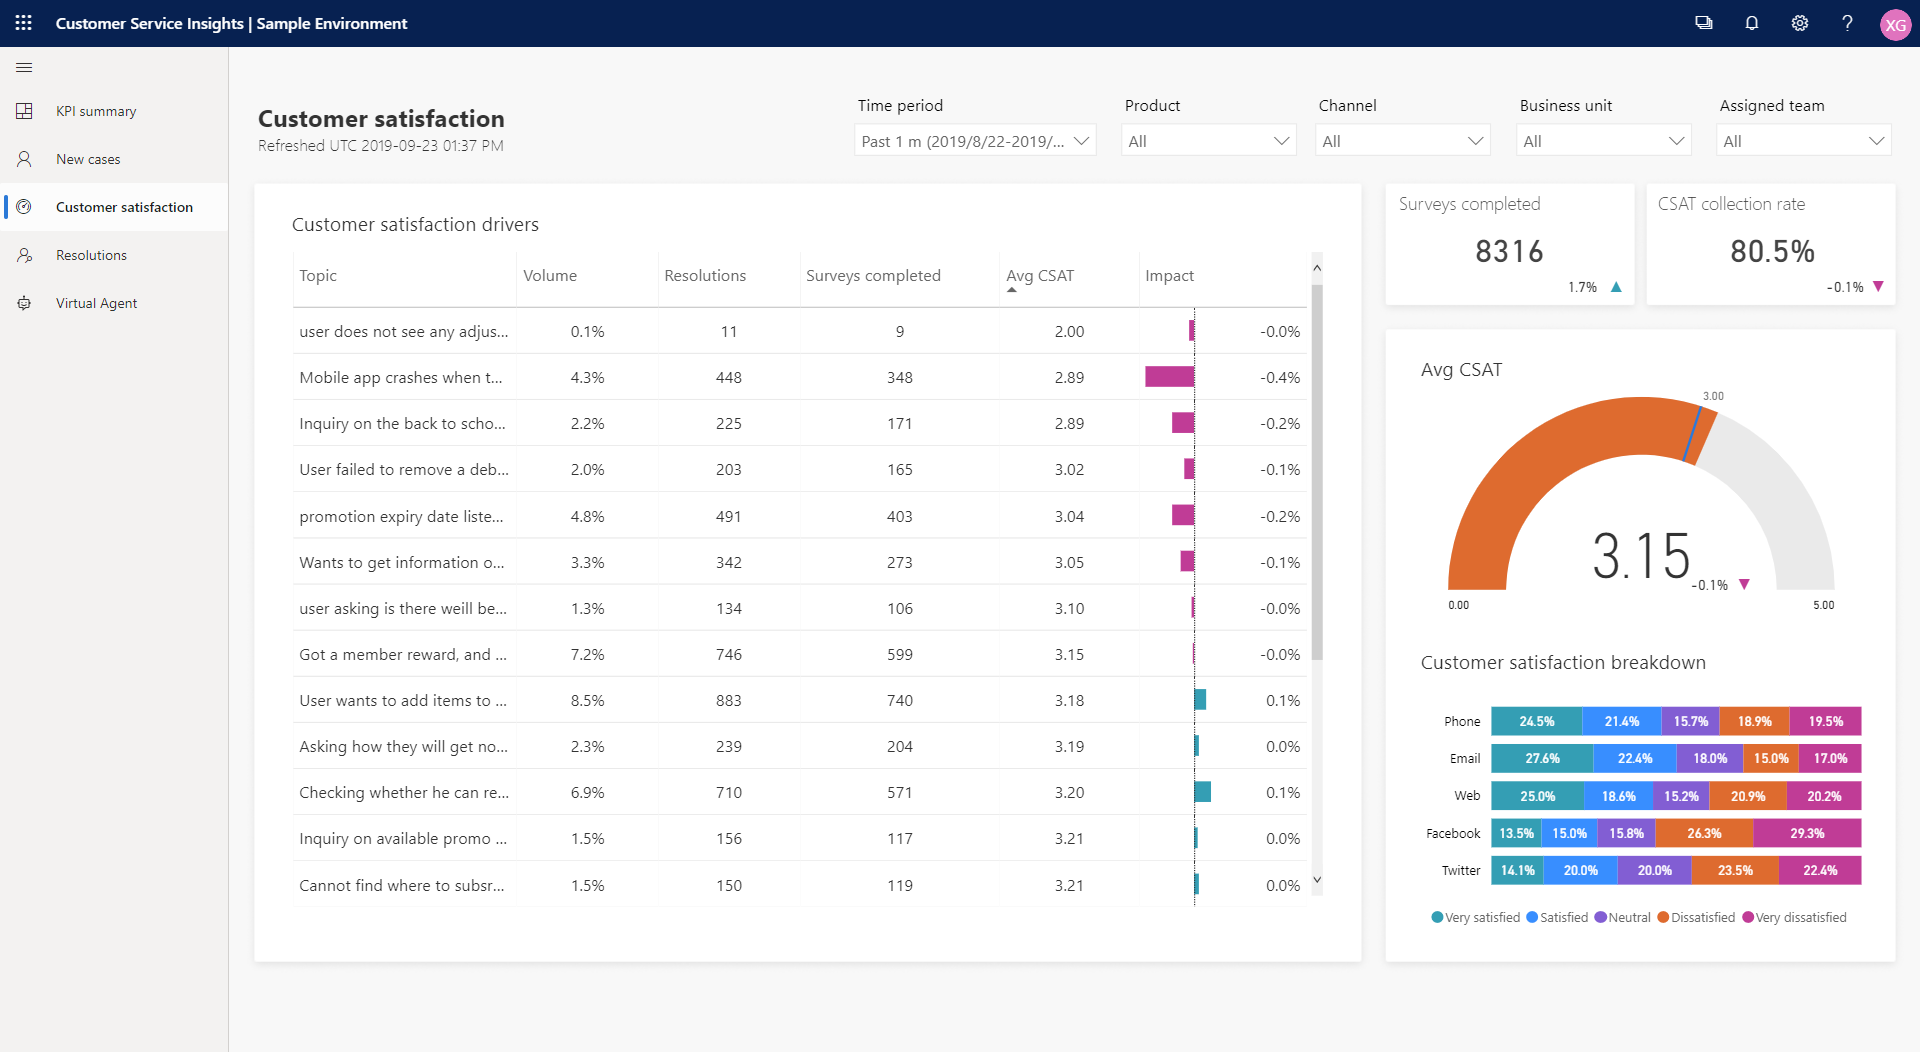 Customer Service Insights | Sample Environment
XG
KPI summary
New cases
Customer satisfaction
Resolutions
Virtual Agent
Customer satisfaction
Refreshed UTC 2019-09-23 01:37 PM
Time period Product Channel Business unit Assigned team
Past 1 m (2019/8/22-2019/... All All All All
Customer satisfaction drivers
Topic Volume Resolutions Surveys completed Avg CSAT Impact
user does not see any adjus... 0.1% 11 9 2.00 -0.0%
Mobile app crashes when t... 4.3% 448 348 2.89 -0.4%
Inquiry on the back to scho... 2.2% 225 171 2.89 -0.2%
User failed to remove a deb... 2.0% 203 165 3.02 -0.1%
promotion expiry date liste... 4.8% 491 403 3.04 -0.2%
Wants to get information o... 3.3% 342 273 3.05 -0.1%
user asking is there weill be... 1.3% 134 106 3.10 -0.0%
Got a member reward, and ... 7.2% 746 599 3.15 -0.0%
User wants to add items to ... 8.5% 883 740 3.18 0.1%
Asking how they will get no... 2.3% 239 204 3.19 0.0%
Checking whether he can re... 6.9% 710 571 3.20 0.1%
Inquiry on available promo ... 1.5% 156 117 3.21 0.0%
Cannot find where to subsr... 1.5% 150 119 3.21 0.0%
Surveys completed
8316
1.7%
CSAT collection rate
80.5%
-0.1%
Avg CSAT
3.00
3.15
-0.1%
0.00 5.00
Customer satisfaction breakdown
Phone 24.5% 21.4% 15.7% 18.9% 19.5%
Email 27.6% 22.4% 18.0% 15.0% 17.0%
Web 25.0% 18.6% 15.2% 20.9% 20.2%
Facebook 13.5% 15.0% 15.8% 26.3% 29.3%
Twitter 14.1% 20.0% 20.0% 23.5% 22.4%
Very satisfied Satisfied Neutral Dissatisfied Very dissatisfied